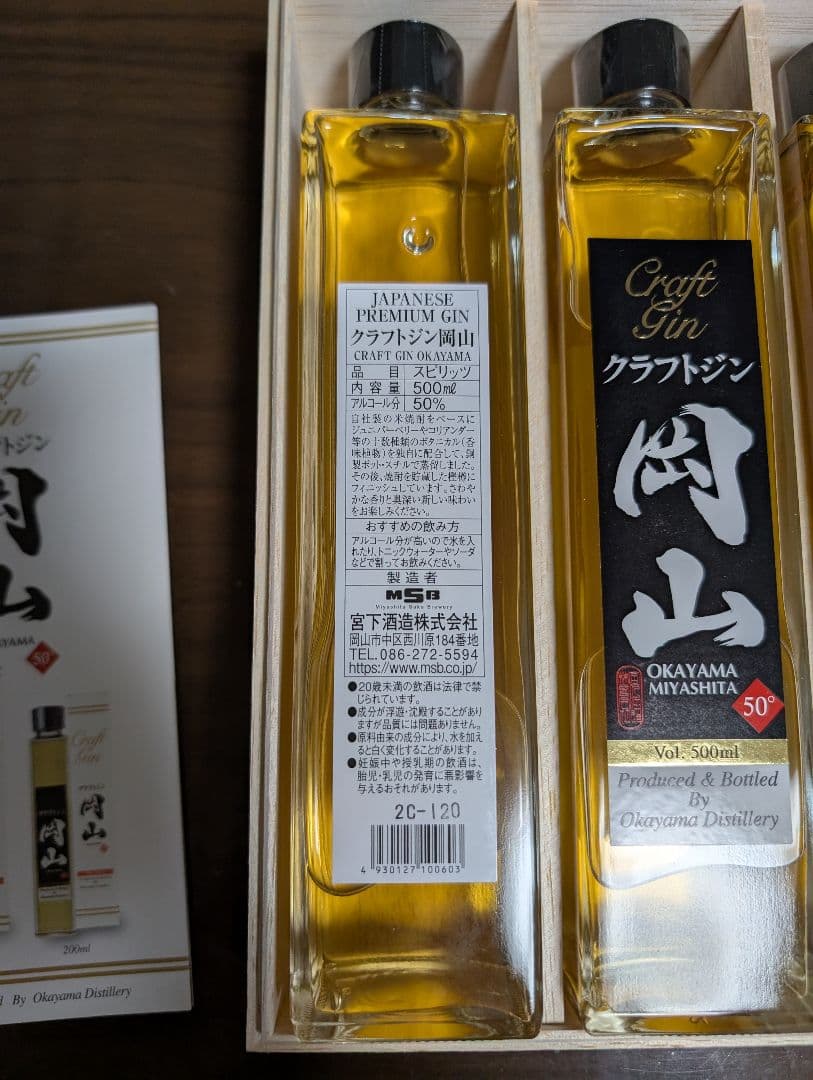 aft
Gin
トジン
岡
山
AYAMA
50°
Craft
Gin
クラフトジン
岡山
200ml
By Okayama Distillery
JAPANESE
PREMIUM GIN
クラフトジン岡山
CRAFT GIN OKAYAMA
品 目 スピリッツ
内容量 500㎖
アルコール分 50%
自社製の米焼酎をベースに
ジュニパーベリーやコリアンダー
等の十数種類のボタニカル(香
味植物)を独自に配合して、銅
製ポット・スチルで蒸留しました。
その後、焼酎を貯蔵した樫樽に
フィニッシュしています。さわや
かな香りと奥深い新しい味わい
をお楽しみください。
おすすめの飲み方
アルコール分が高いので氷を入
れたり、トニックウォーターやソーダ
などで割ってお飲みください。
製造者
MSB
Miyashita Sake Brewery
宮下酒造株式会社
岡山市中区西川原184番地
TEL.086-272-5594
https://www.msb.co.jp/
●20歳未満の飲酒は法律で禁
じられています。
●成分が浮遊・沈殿することがあり
ますが品質には問題ありません。
●原料由来の成分により、水を加え
ると白く変化することがあります。
●妊娠中や授乳期の飲酒は、
胎児・乳児の発育に悪影響を
与えるおそれがあります。
2C-120
4 930127 100603
Craft
Gin
クラフトジン
岡
山
OKAYAMA
MIYASHITA
50°
Vol. 500ml
Produced & Bottled
By
Okayama Distillery